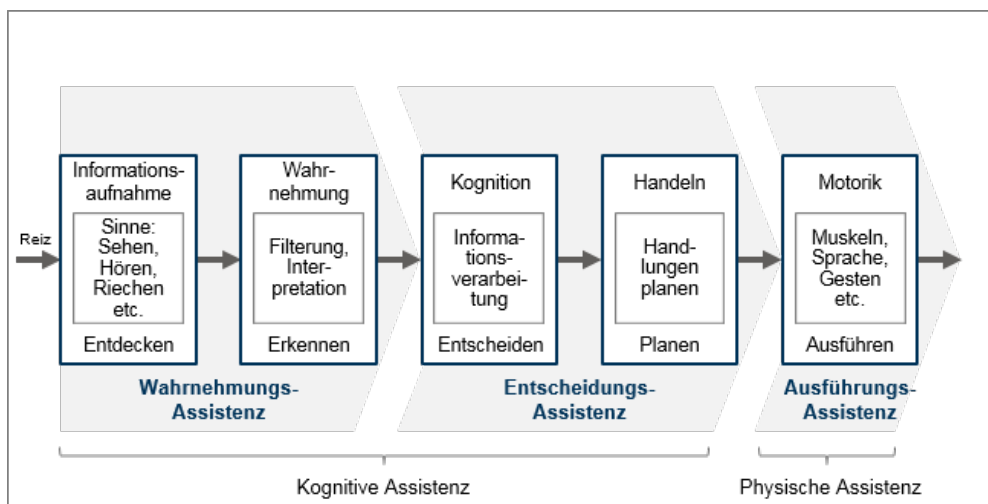 Reiz
Informations-
aufnahme
Sinne:
Sehen,
Hören,
Riechen
etc.
Entdecken
Wahr-
nehmung
Filterung,
Inter-
pretation
Erkennen
Wahrnehmungs-
Assistenz
Kognition
Informa-
tions-
verarbei-
tung
Entscheiden
Handeln
Hand-
lungen
planen
Planen
Entscheidungs-
Assistenz
Motorik
Muskeln,
Sprache,
Gesten
etc.
Ausführen
Ausführungs-
Assistenz
Kognitive Assistenz
Physische Assistenz